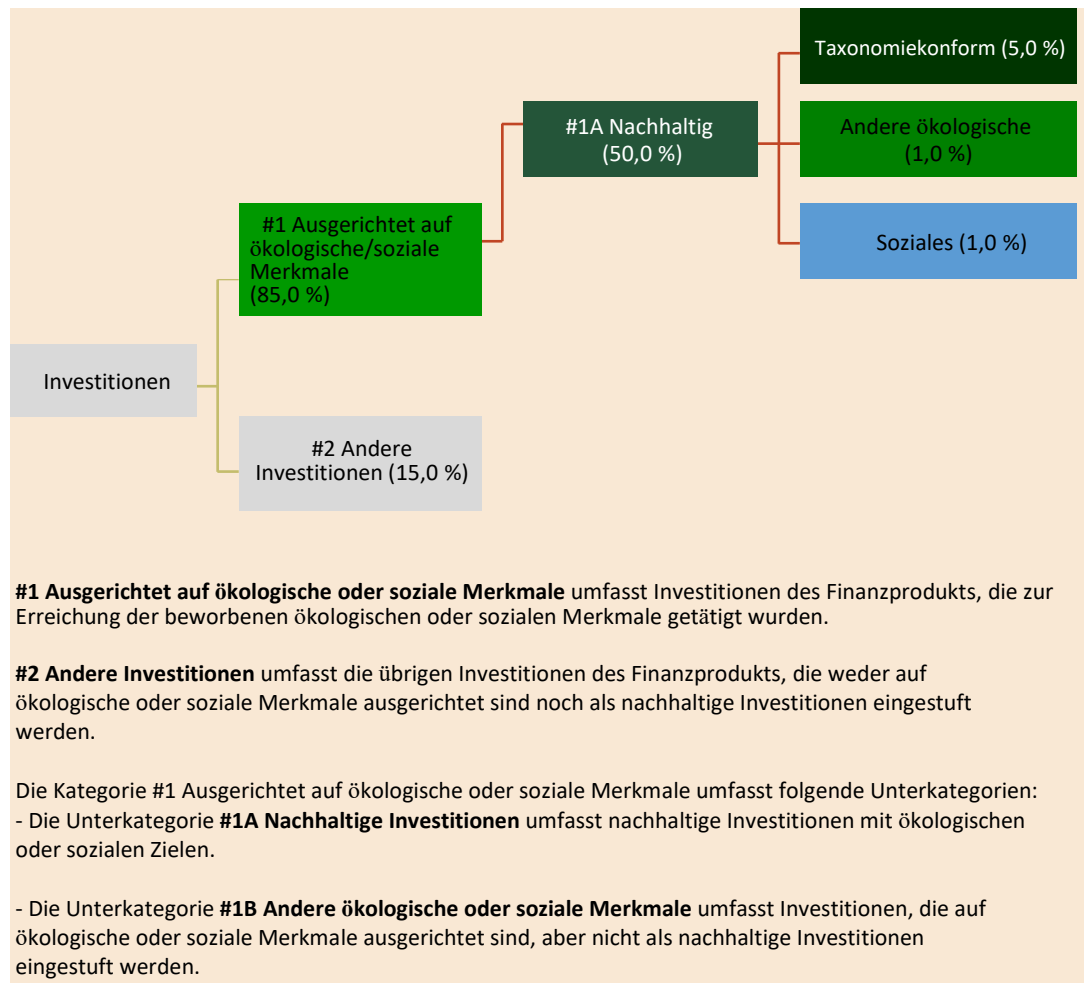 Taxonomiekonform (5,0 %)
#1A Nachhaltig
(50,0 %)
Andere ökologische
(1,0 %)
#1 Ausgerichtet auf
ökologische/soziale
Merkmale
(85,0 %)
Soziales (1,0 %)
Investitionen
#2 Andere
Investitionen (15,0 %)
#1 Ausgerichtet auf ökologische oder soziale Merkmale umfasst Investitionen des Finanzprodukts, die zur
Erreichung der beworbenen ökologischen oder sozialen Merkmale getätigt wurden.
#2 Andere Investitionen umfasst die übrigen Investitionen des Finanzprodukts, die weder auf
ökologische oder soziale Merkmale ausgerichtet sind noch als nachhaltige Investitionen eingestuft
werden.
Die Kategorie #1 Ausgerichtet auf ökologische oder soziale Merkmale umfasst folgende Unterkategorien:
- Die Unterkategorie #1A Nachhaltige Investitionen umfasst nachhaltige Investitionen mit ökologischen
oder sozialen Zielen.
- Die Unterkategorie #1B Andere ökologische oder soziale Merkmale umfasst Investitionen, die auf
ökologische oder soziale Merkmale ausgerichtet sind, aber nicht als nachhaltige Investitionen
eingestuft werden.